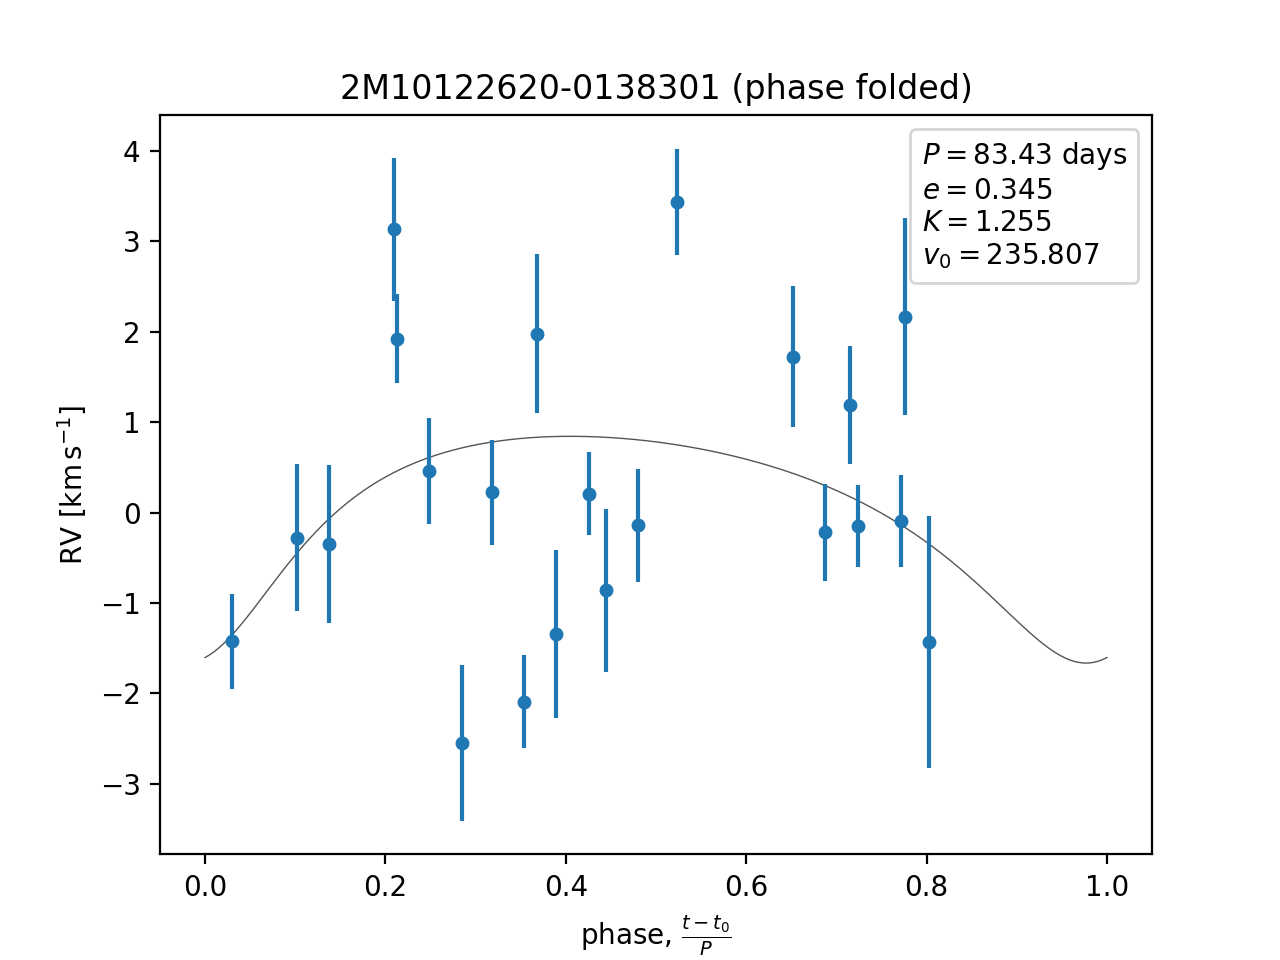 2M10122620-0138301 (phase folded)
P = 83.43 days
e = 0.345
K = 1.255
v₀ = 235.807
4
3
2
1
0
−1
−2
−3
RV [km s⁻¹]
0.0 0.2 0.4 0.6 0.8 1.0
phase, (t − t₀)/P